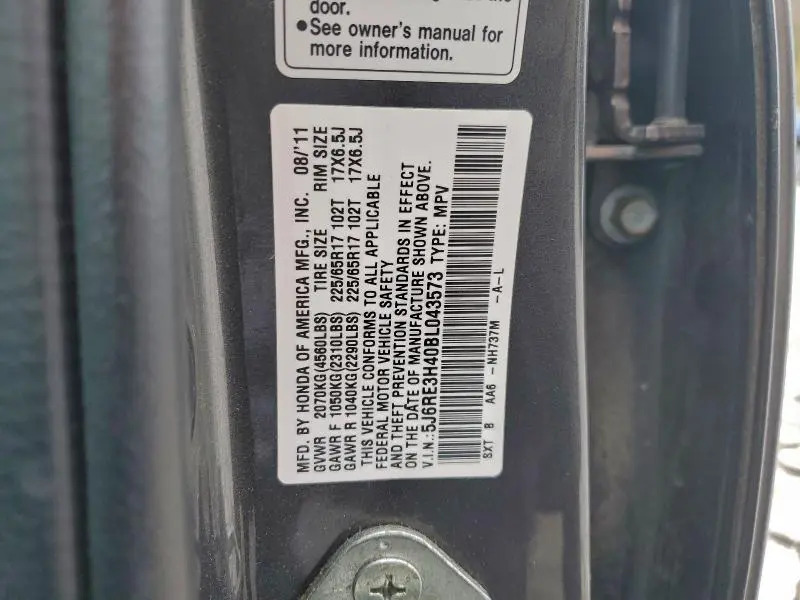 door.
●See owner's manual for
more information.
MFD. BY HONDA OF AMERICA MFG., INC. 08/'11
GVWR 2070KG(4560LBS) TIRE SIZE RIM SIZE
GAWR F 1050KG(2310LBS) 225/65R17 102T 17X6.5J
GAWR R 1040KG(2290LBS) 225/65R17 102T 17X6.5J
THIS VEHICLE CONFORMS TO ALL APPLICABLE
FEDERAL MOTOR VEHICLE SAFETY
AND THEFT PREVENTION STANDARDS IN EFFECT
ON THE DATE OF MANUFACTURE SHOWN ABOVE.
V.I.N.:5J6RE3H40BL043573 TYPE: MPV
SXT B AA6 -NH737M -A-L